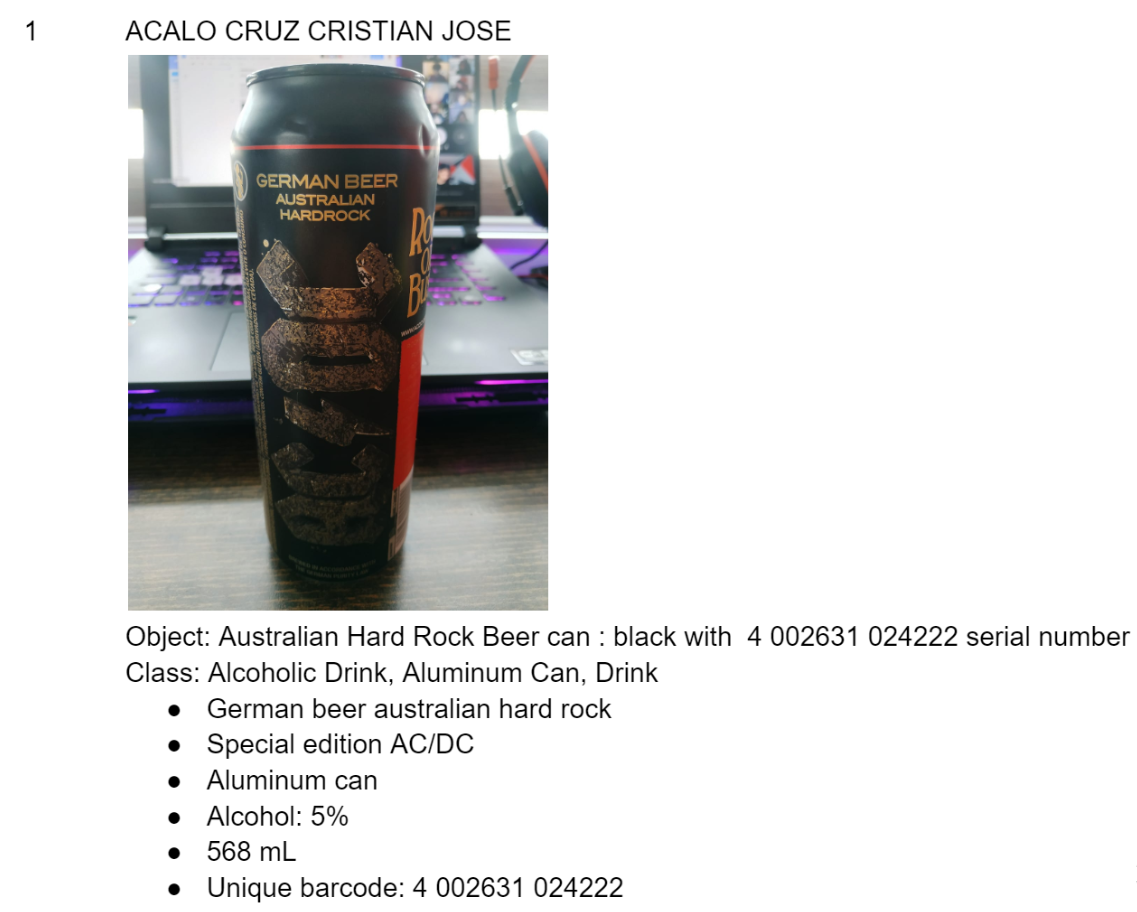 1 ACALO CRUZ CRISTIAN JOSE
GERMAN BEER
AUSTRALIAN
HARDROCK
AC/DC
Object: Australian Hard Rock Beer can : black with  4 002631 024222 serial number
Class: Alcoholic Drink, Aluminum Can, Drink
● German beer australian hard rock
● Special edition AC/DC
● Aluminum can
● Alcohol: 5%
● 568 mL
● Unique barcode: 4 002631 024222